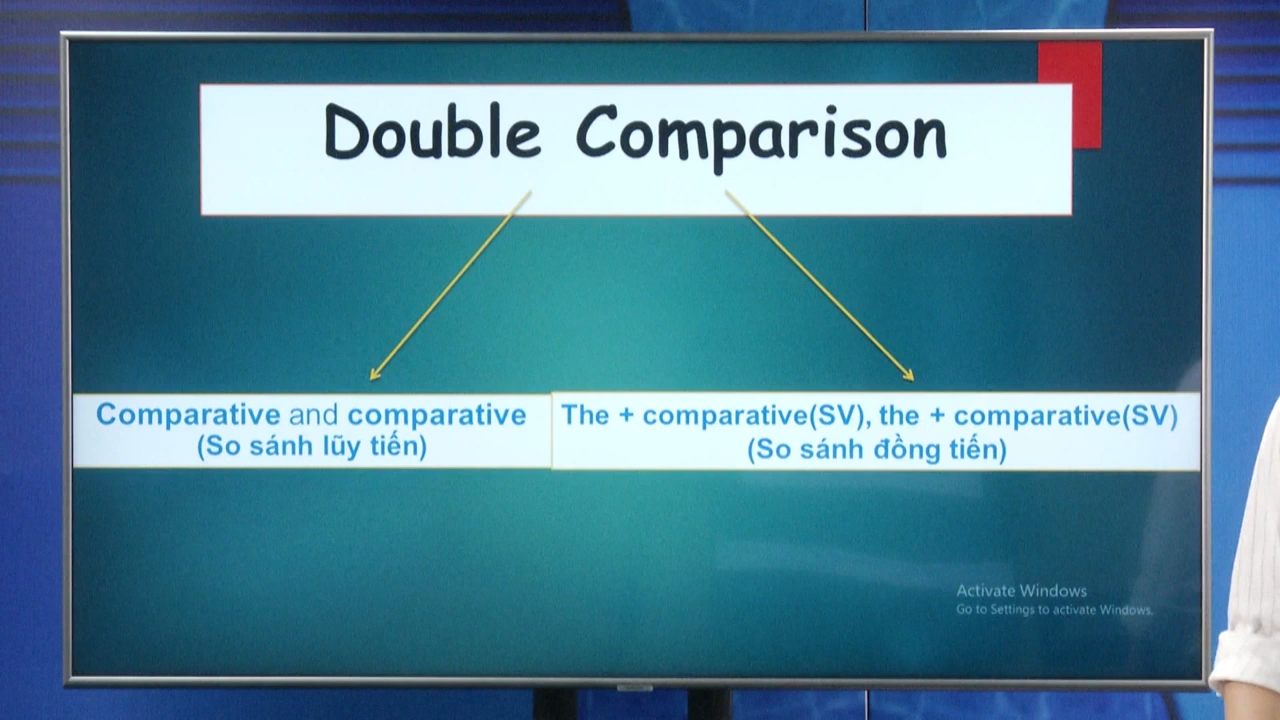 Double Comparison
Comparative and comparative
(So sánh lũy tiến)
The + comparative(SV), the + comparative(SV)
(So sánh đồng tiến)
Activate Windows
Go to Settings to activate Windows.